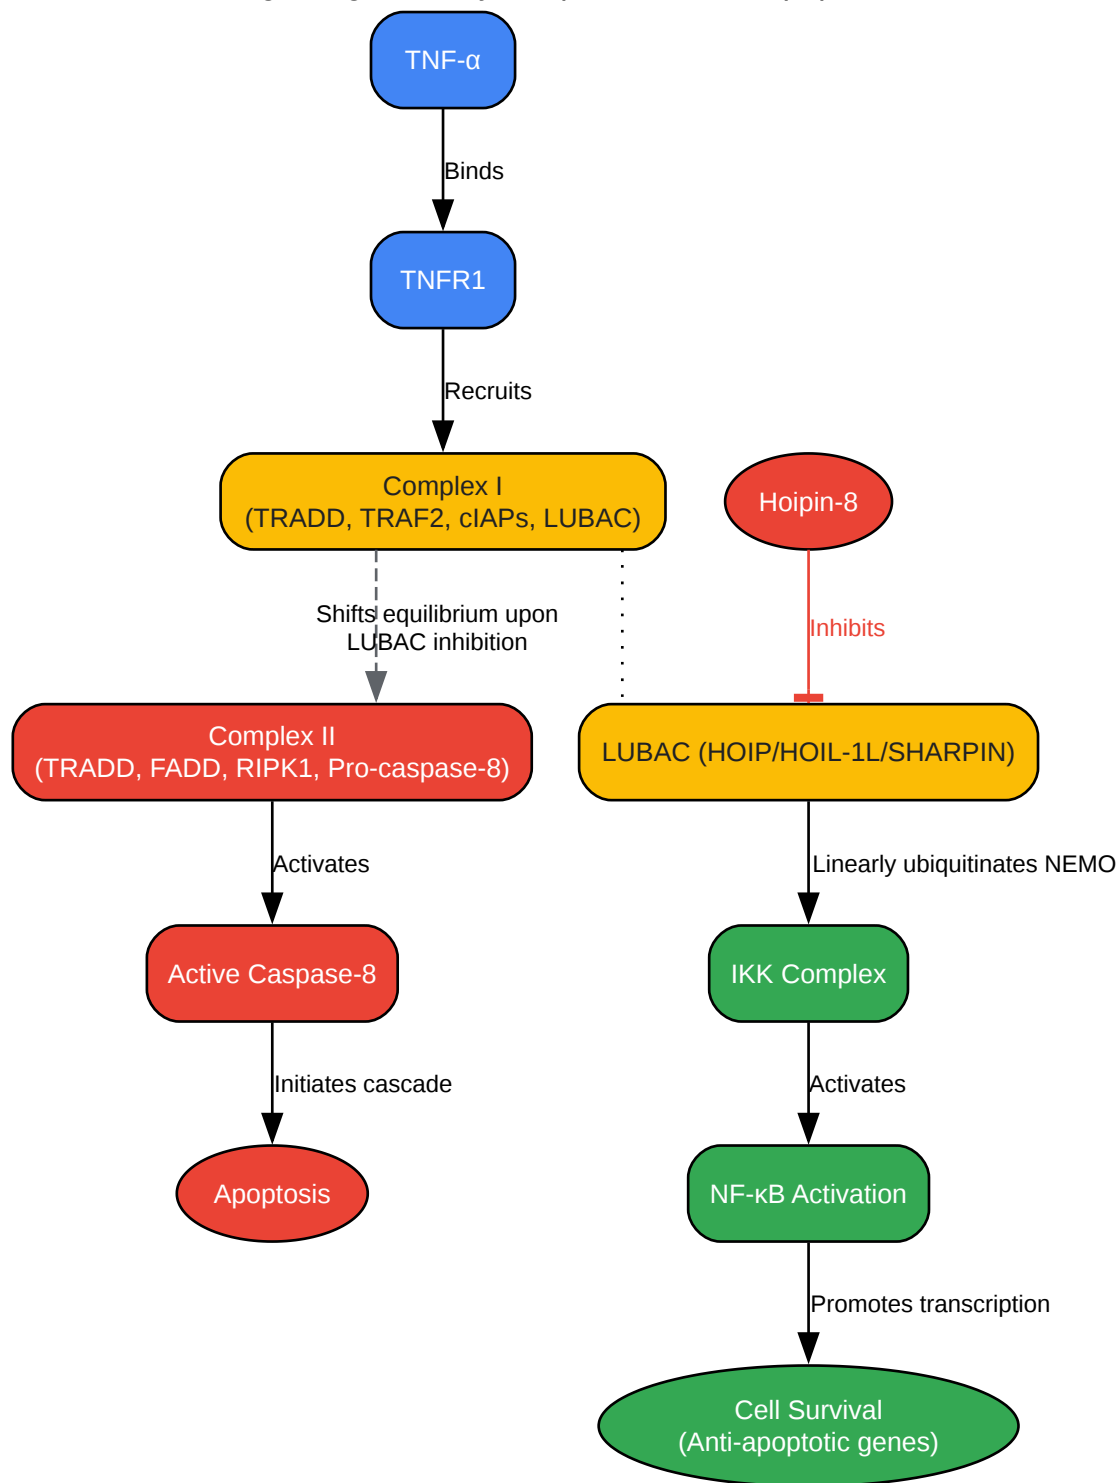 TNF-α
Binds
TNFR1
Recruits
Complex I
(TRADD, TRAF2, cIAPs, LUBAC)
Hoipin-8
Shifts equilibrium upon
LUBAC inhibition
Inhibits
Complex II
(TRADD, FADD, RIPK1, Pro-caspase-8)
LUBAC (HOIP/HOIL-1L/SHARPIN)
Activates
Linearly ubiquitinates NEMO
Active Caspase-8
IKK Complex
Initiates cascade
Activates
Apoptosis
NF-κB Activation
Promotes transcription
Cell Survival
(Anti-apoptotic genes)